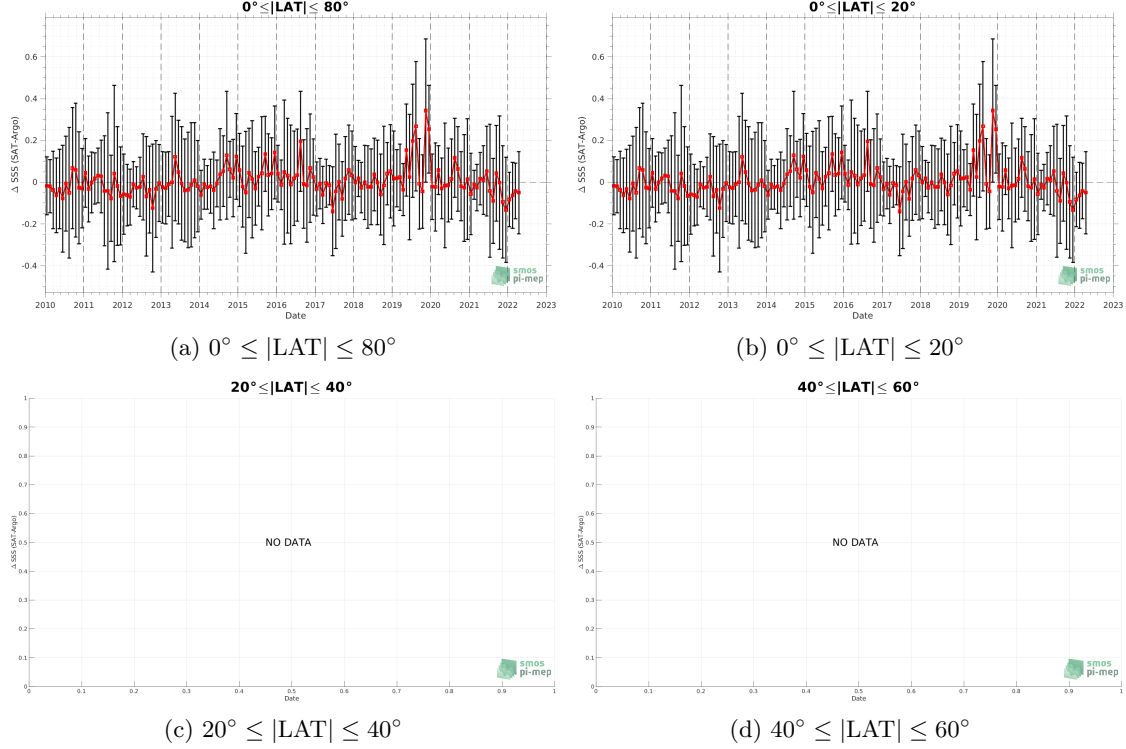 0°≤|LAT|≤ 80°
Δ SSS (SAT-Argo)
0.6
0.4
0.2
0
-0.2
-0.4
smos
pi-mep
2010 2011 2012 2013 2014 2015 2016 2017 2018 2019 2020 2021 2022 2023
Date
(a) 0° ≤ |LAT| ≤ 80°
0°≤|LAT|≤ 20°
Δ SSS (SAT-Argo)
0.6
0.4
0.2
0
-0.2
-0.4
smos
pi-mep
2010 2011 2012 2013 2014 2015 2016 2017 2018 2019 2020 2021 2022 2023
Date
(b) 0° ≤ |LAT| ≤ 20°
20°≤|LAT|≤ 40°
Δ SSS (SAT-Argo)
1
0.9
0.8
0.7
0.6
0.5
0.4
0.3
0.2
0.1
0
NO DATA
smos
pi-mep
0 0.1 0.2 0.3 0.4 0.5 0.6 0.7 0.8 0.9 1
Date
(c) 20° ≤ |LAT| ≤ 40°
40°≤|LAT|≤ 60°
Δ SSS (SAT-Argo)
1
0.9
0.8
0.7
0.6
0.5
0.4
0.3
0.2
0.1
0
NO DATA
smos
pi-mep
0 0.1 0.2 0.3 0.4 0.5 0.6 0.7 0.8 0.9 1
Date
(d) 40° ≤ |LAT| ≤ 60°